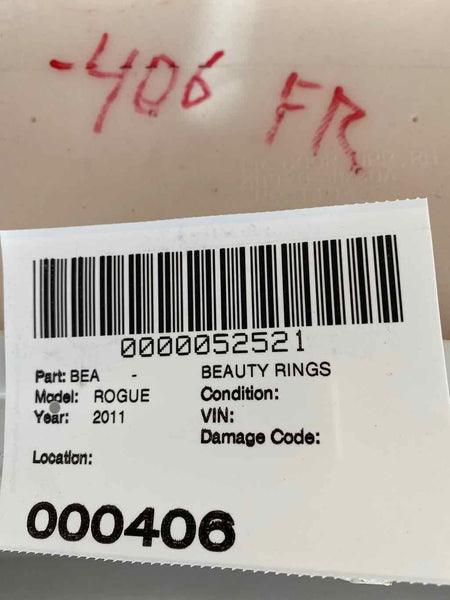 -406 FR
0000052521
Part: BEA - BEAUTY RINGS
Model: ROGUE Condition:
Year: 2011 VIN:
Damage Code:
Location:
000406